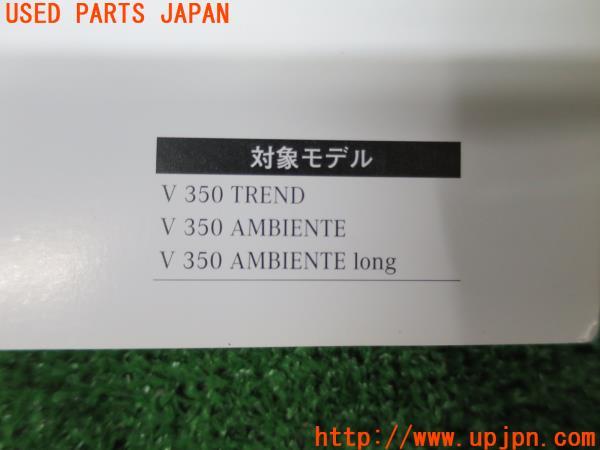 USED PARTS JAPAN
対象モデル
V 350 TREND
V 350 AMBIENTE
V 350 AMBIENTE long
http://www.upjpn.com